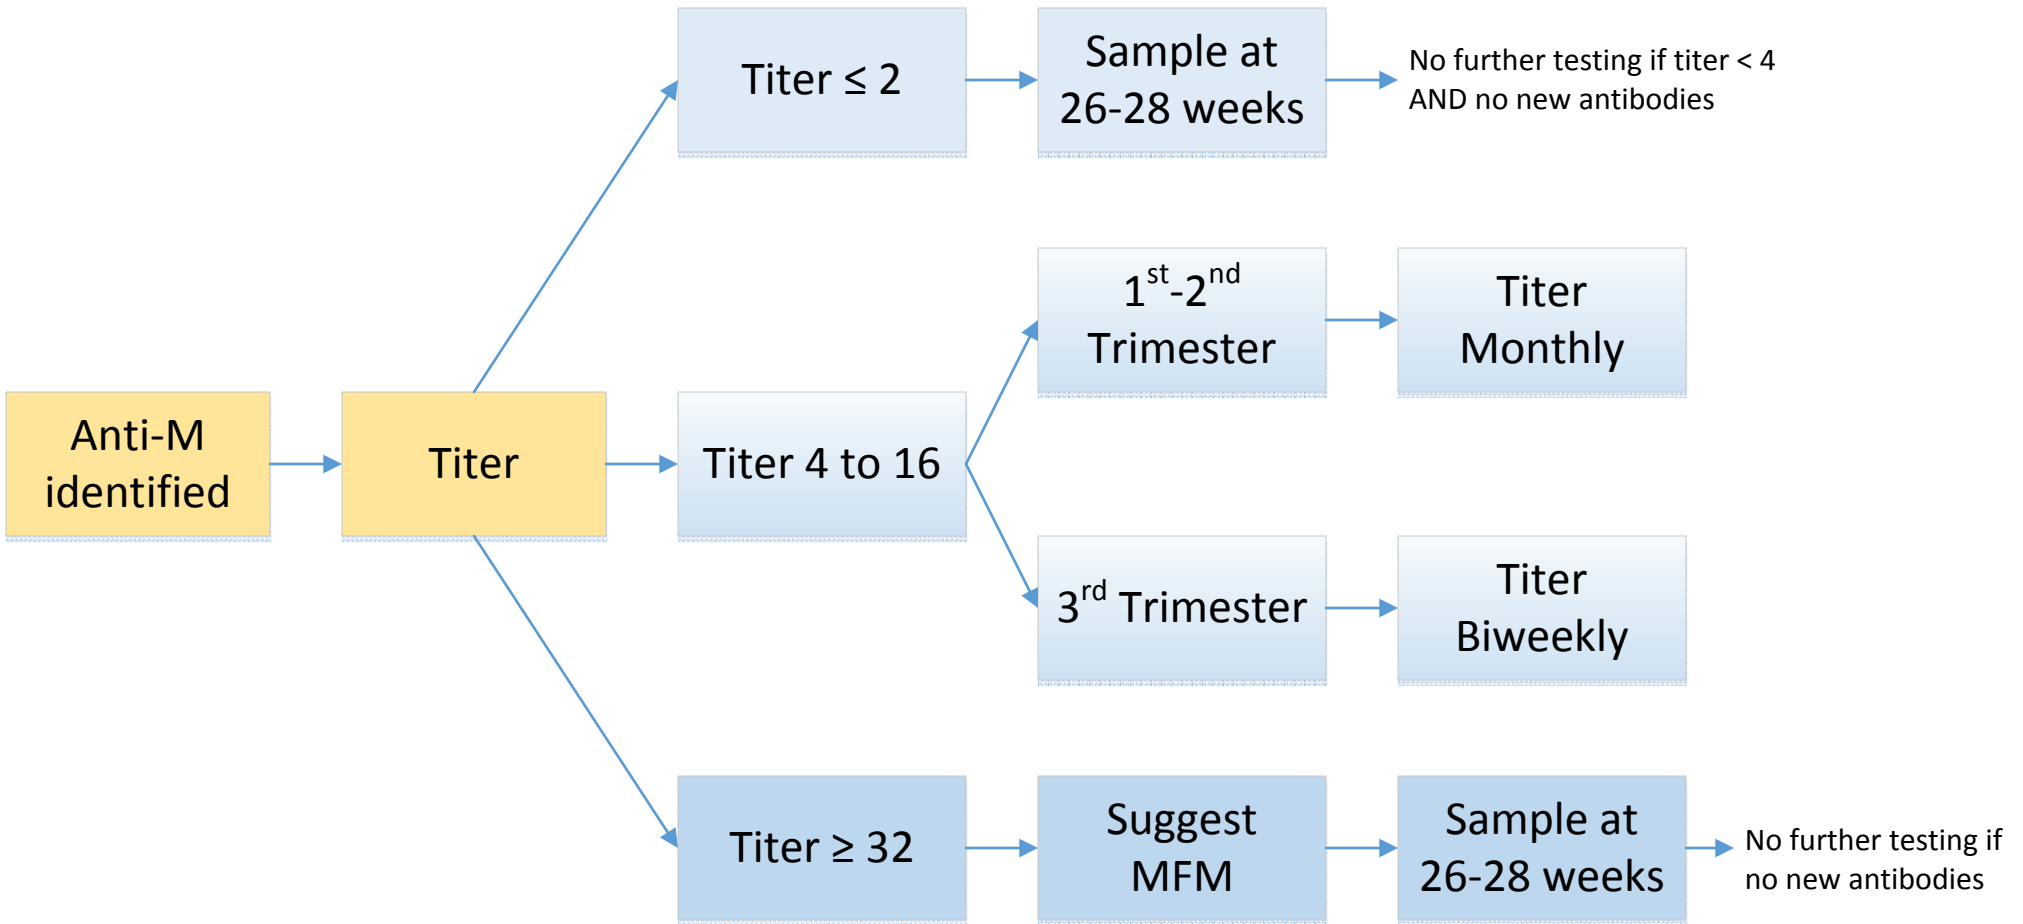 Anti-M
identified
Titer
Titer ≤ 2
Sample at
26-28 weeks
No further testing if titer < 4
AND no new antibodies
Titer 4 to 16
1st-2nd
Trimester
Titer
Monthly
3rd Trimester
Titer
Biweekly
Titer ≥ 32
Suggest
MFM
Sample at
26-28 weeks
No further testing if
no new antibodies